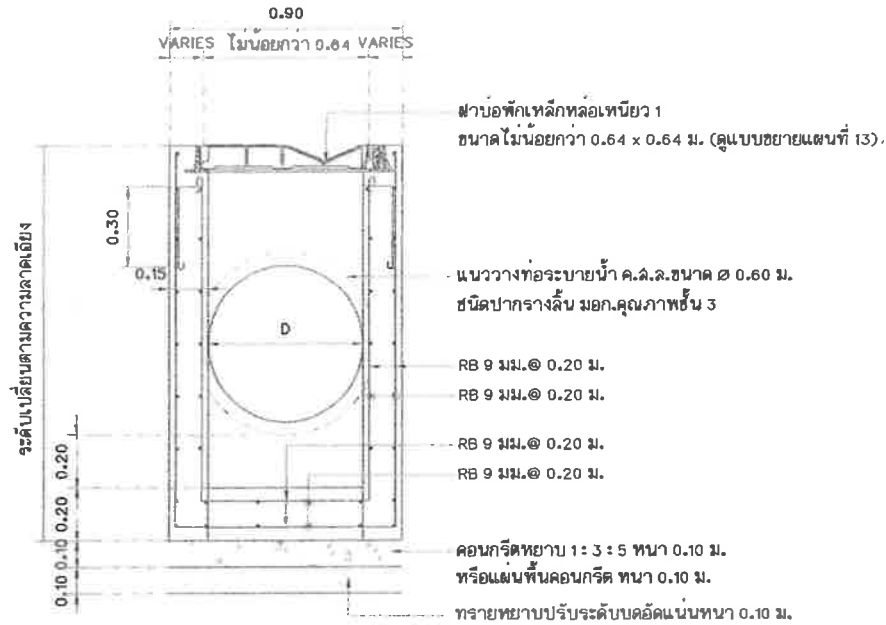 0.90
VARIES ไม่น้อยกว่า 0.64 VARIES
ฝาบ่อพักเหล็กหล่อเหนียว 1
ขนาดไม่น้อยกว่า 0.64 x 0.64 ม. (ดูแบบขยายแผ่นที่ 13)
ระดับเปลี่ยนตามความลาดเอียง
0.30
0.15
แนววางท่อระบายน้ำ ค.ส.ล.ขนาด Ø 0.60 ม.
ชนิดปากรางลิ้น มอก.คุณภาพชั้น 3
D
RB 9 มม.@ 0.20 ม.
RB 9 มม.@ 0.20 ม.
0.20
RB 9 มม.@ 0.20 ม.
RB 9 มม.@ 0.20 ม.
0.20
0.10
คอนกรีตหยาบ 1 : 3 : 5 หนา 0.10 ม.
หรือแผ่นพื้นคอนกรีต หนา 0.10 ม.
0.10
ทรายหยาบปรับระดับบดอัดแน่นหนา 0.10 ม.